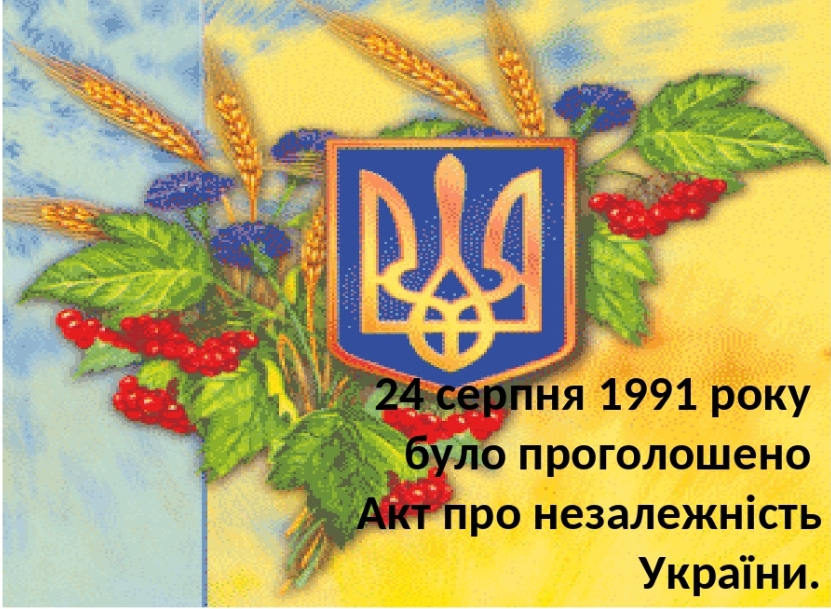 24 серпня 1991 року
було проголошено
Акт про незалежність
України.